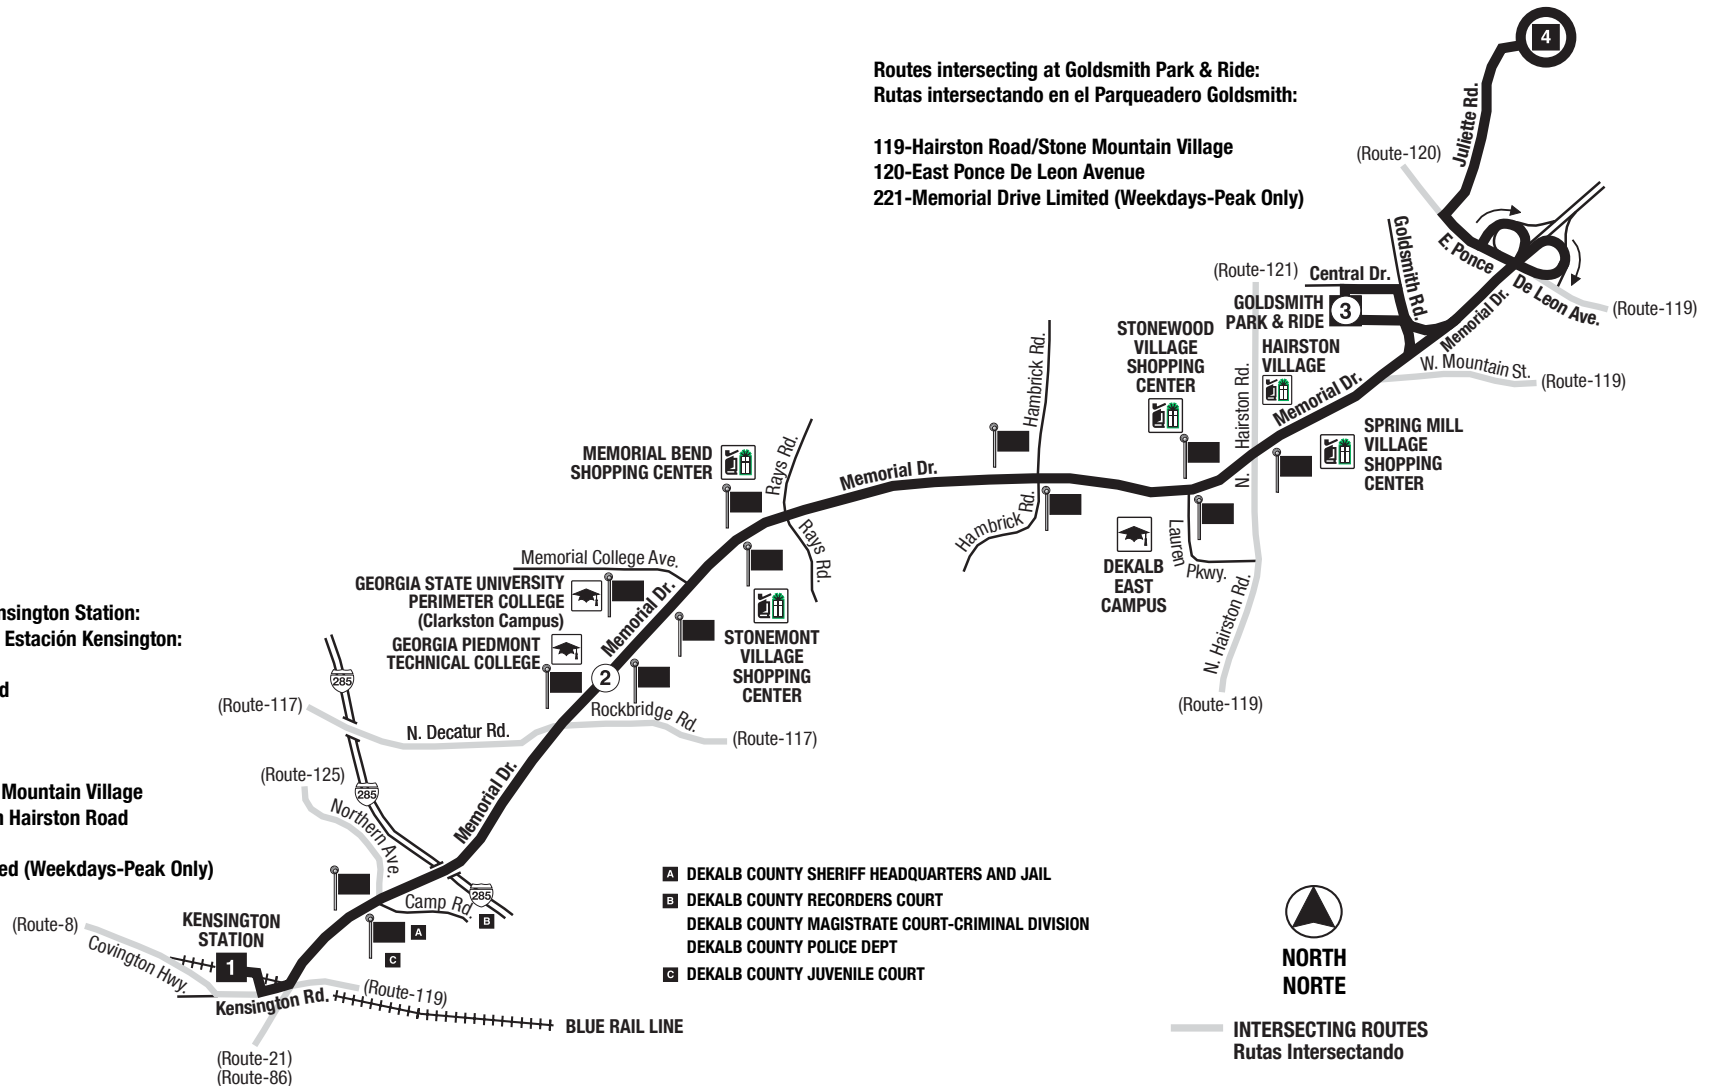 4
Routes intersecting at Goldsmith Park & Ride:
Rutas intersectando en el Parqueadero Goldsmith:
119-Hairston Road/Stone Mountain Village
120-East Ponce De Leon Avenue
221-Memorial Drive Limited (Weekdays-Peak Only)
Juliette Rd.
(Route-120)
E. Ponce
De Leon Ave.
(Route-119)
Goldsmith Rd.
(Route-121)
Central Dr.
GOLDSMITH
PARK & RIDE
3
Memorial Dr.
W. Mountain St.
(Route-119)
STONEWOOD
VILLAGE
SHOPPING
CENTER
HAIRSTON
VILLAGE
N. Hairston Rd.
Memorial Dr.
SPRING MILL
VILLAGE
SHOPPING
CENTER
Hambrick Rd.
Hambrick Rd.
MEMORIAL BEND
SHOPPING CENTER
Rays Rd.
Rays Rd.
Memorial Dr.
Lauren
Pkwy.
DEKALB
EAST
CAMPUS
N. Hairston Rd.
(Route-119)
Memorial College Ave.
GEORGIA STATE UNIVERSITY
PERIMETER COLLEGE
(Clarkston Campus)
GEORGIA PIEDMONT
TECHNICAL COLLEGE
Memorial Dr.
2
STONEMONT
VILLAGE
SHOPPING
CENTER
nsington Station:
Estación Kensington:
d
285
(Route-117)
N. Decatur Rd.
Rockbridge Rd.
(Route-117)
(Route-125)
285
Mountain Village
n Hairston Road
Northern Ave.
Memorial Dr.
ed (Weekdays-Peak Only)
Camp Rd.
285
B
A
C
(Route-8)
Covington Hwy.
KENSINGTON
STATION
1
Kensington Rd.
(Route-119)
BLUE RAIL LINE
(Route-21)
(Route-86)
A DEKALB COUNTY SHERIFF HEADQUARTERS AND JAIL
B DEKALB COUNTY RECORDERS COURT
DEKALB COUNTY MAGISTRATE COURT-CRIMINAL DIVISION
DEKALB COUNTY POLICE DEPT
C DEKALB COUNTY JUVENILE COURT
NORTH
NORTE
INTERSECTING ROUTES
Rutas Intersectando